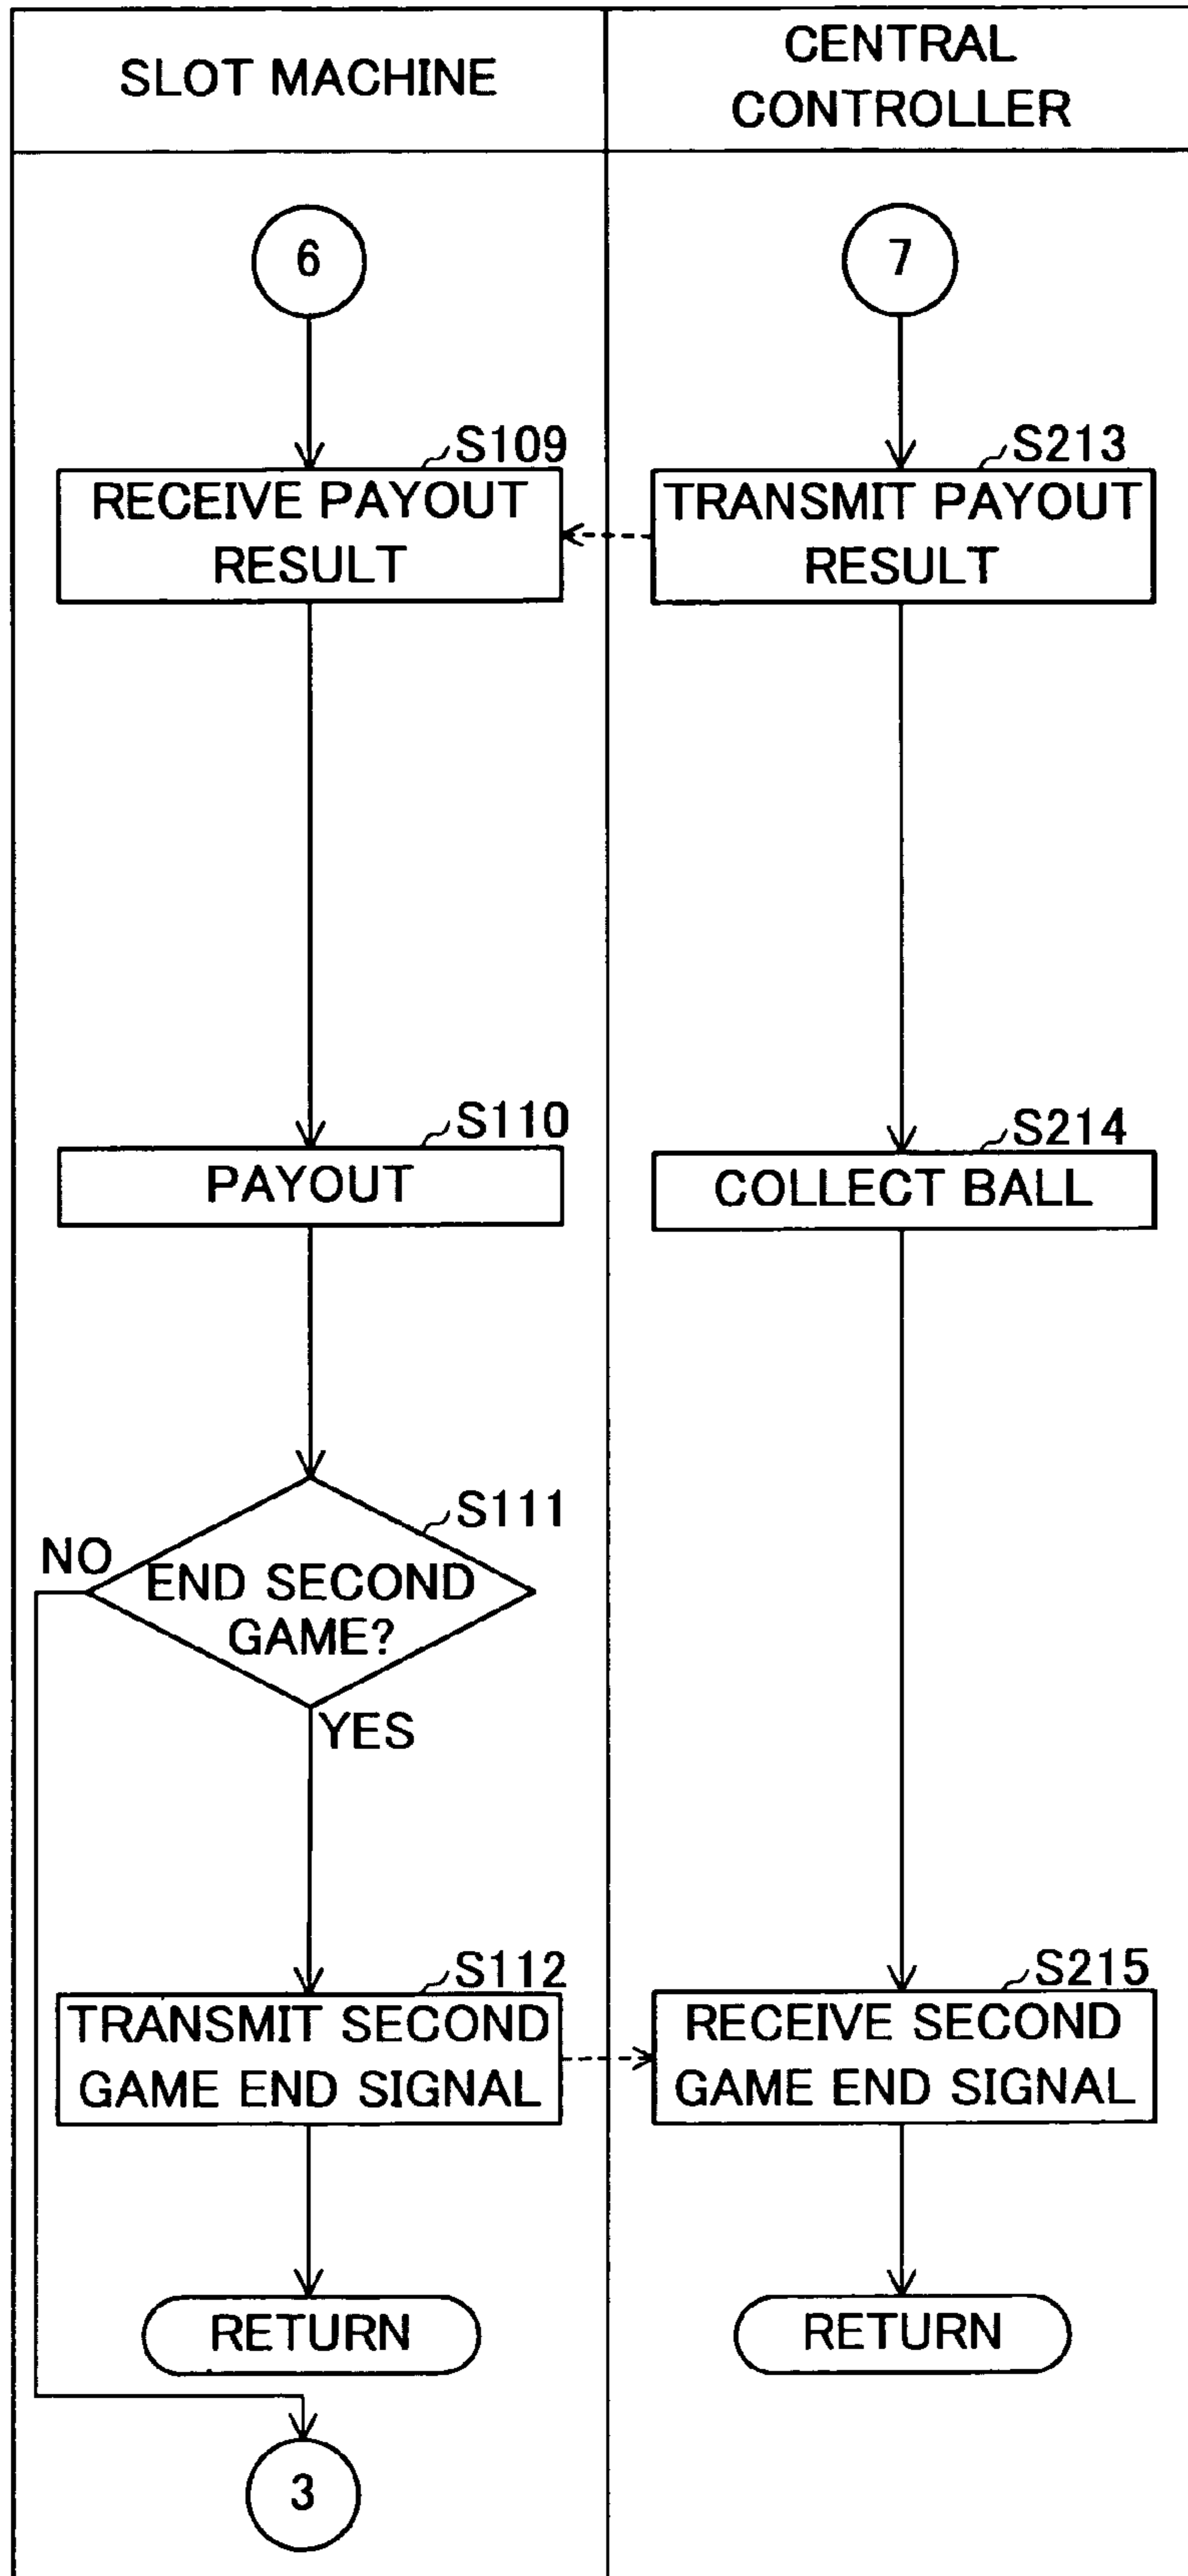 SLOT MACHINE
CENTRAL
CONTROLLER
6
7
S109
RECEIVE PAYOUT
RESULT
S213
TRANSMIT PAYOUT
RESULT
S110
PAYOUT
S214
COLLECT BALL
S111
NO
END SECOND
GAME?
YES
S112
TRANSMIT SECOND
GAME END SIGNAL
S215
RECEIVE SECOND
GAME END SIGNAL
RETURN
RETURN
3